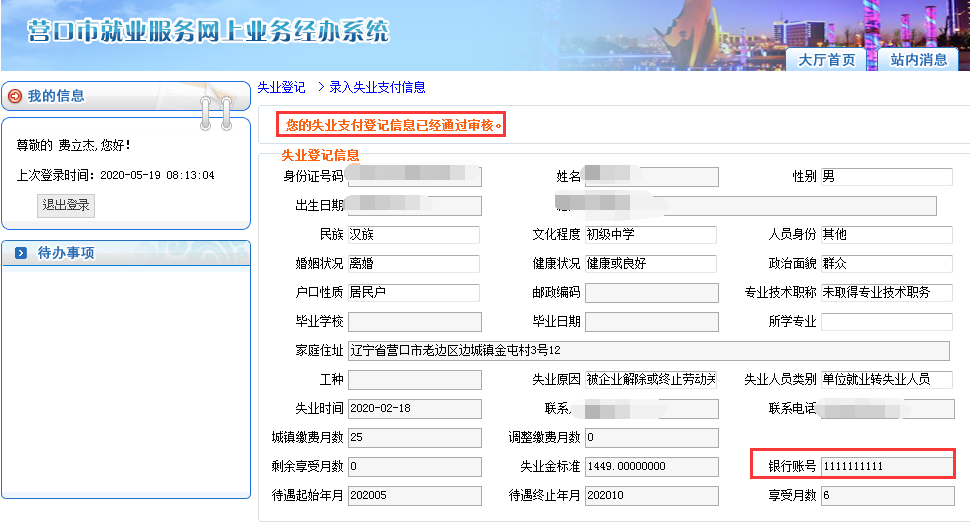 营口市就业服务网上业务经办系统
大厅首页 站内消息
我的信息
尊敬的 费立杰,您好!
上次登录时间: 2020-05-19 08:13:04
退出登录
待办事项
失业登记 > 录入失业支付信息
您的失业支付登记信息已经通过审核。
失业登记信息
身份证号码 姓名 性别 男
出生日期
民族 汉族 文化程度 初级中学 人员身份 其他
婚姻状况 离婚 健康状况 健康或良好 政治面貌 群众
户口性质 居民户 邮政编码 专业技术职称 未取得专业技术职务
毕业学校 毕业日期 所学专业
家庭住址 辽宁省营口市老边区边城镇金屯村3号12
工种 失业原因 被企业解除或终止劳动关 失业人员类别 单位就业转失业人员
失业时间 2020-02-18 联系 联系电话
城镇缴费月数 25 调整缴费月数 0
剩余享受月数 0 失业金标准 1449.00000000 银行账号 1111111111
待遇起始年月 202005 待遇终止年月 202010 享受月数 6